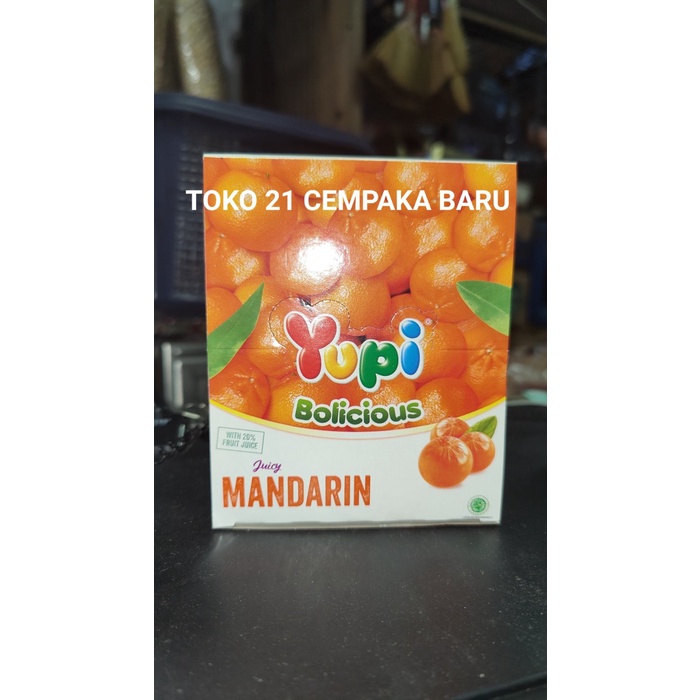 TOKO 21 CEMPAKA BARU
Yupi
Bolicious
WITH 20%
FRUIT JUICE
Juicy
MANDARIN